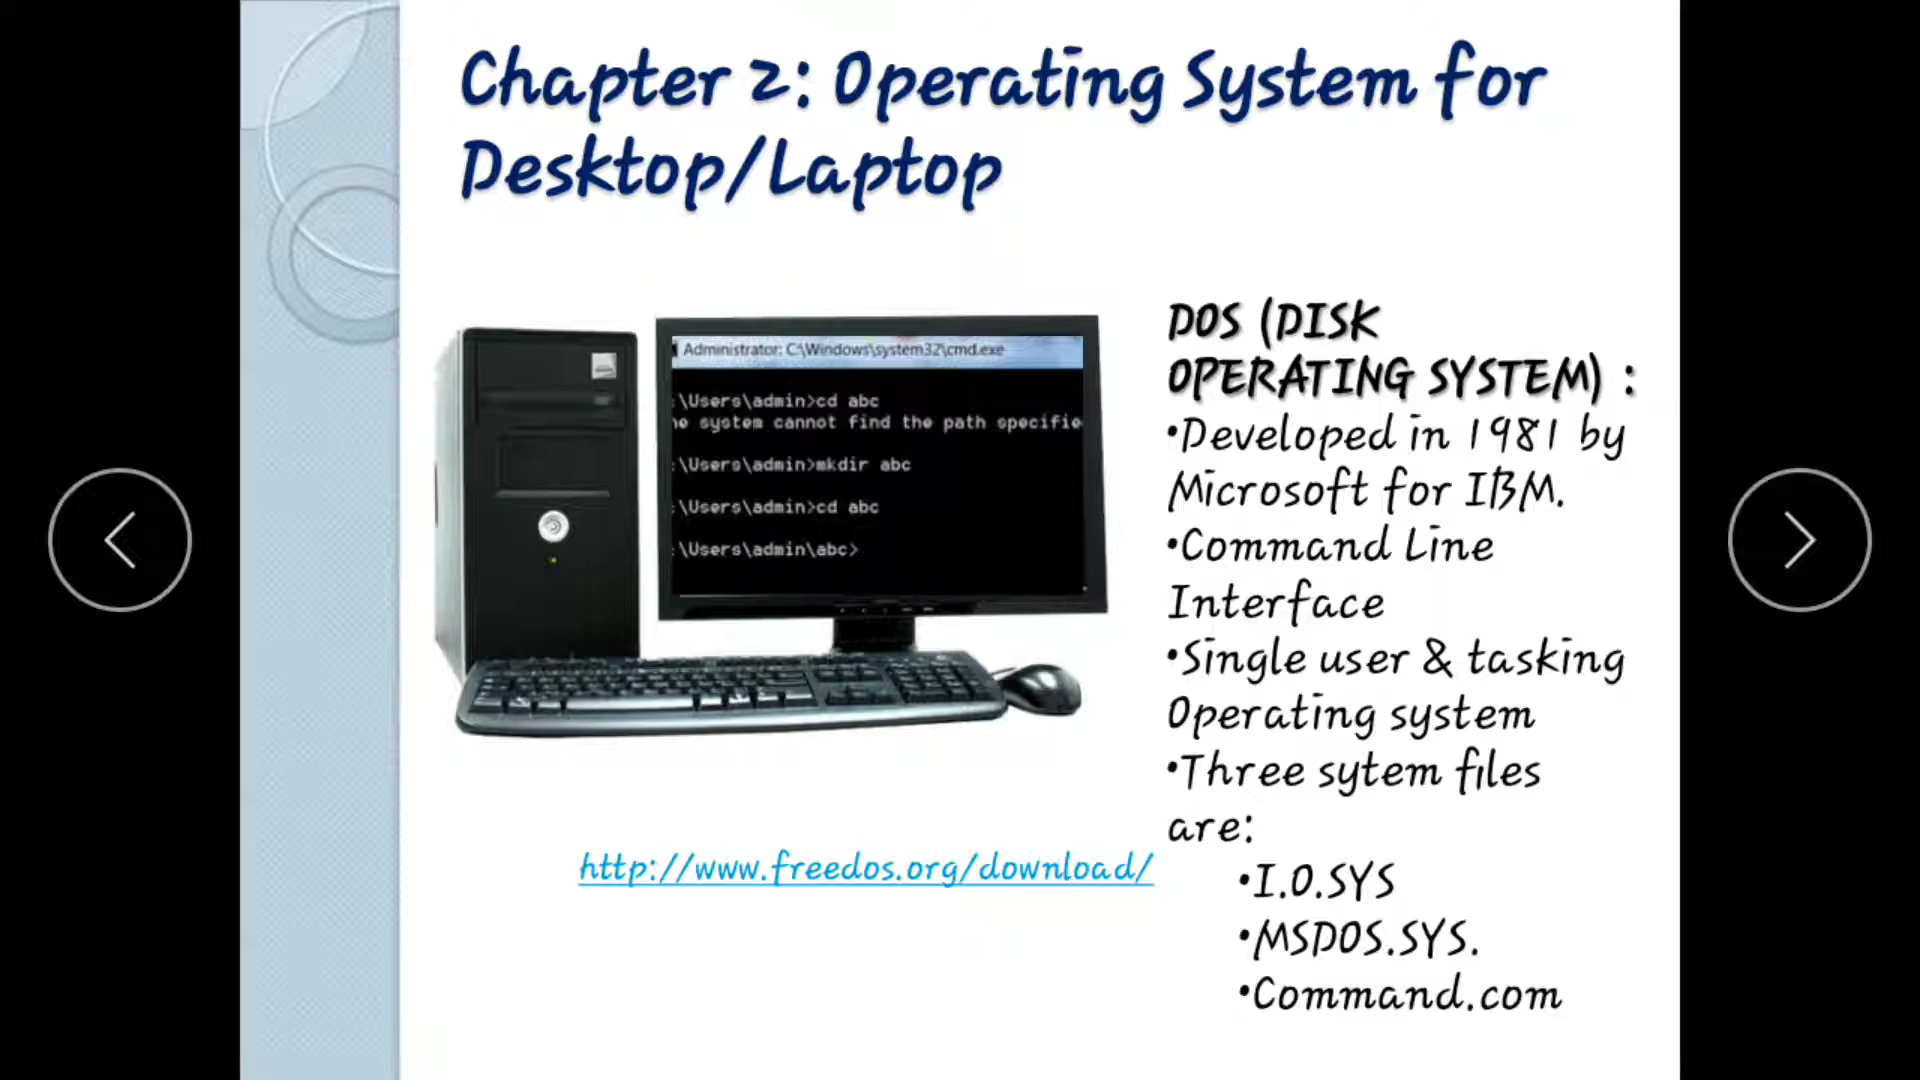 Chapter 2: Operating System for
Desktop/Laptop
Administrator: C:\Windows\system32\cmd.exe
:\Users\admin>cd abc
he system cannot find the path specifie
:\Users\admin>mkdir abc
:\Users\admin>cd abc
:\Users\admin\abc>
http://www.freedos.org/download/
DOS (DISK
OPERATING SYSTEM) :
•Developed in 1981 by
Microsoft for IBM.
•Command Line
Interface
•Single user & tasking
Operating system
•Three sytem files
are:
•I.O.SYS
•MSDOS.SYS.
•Command.com